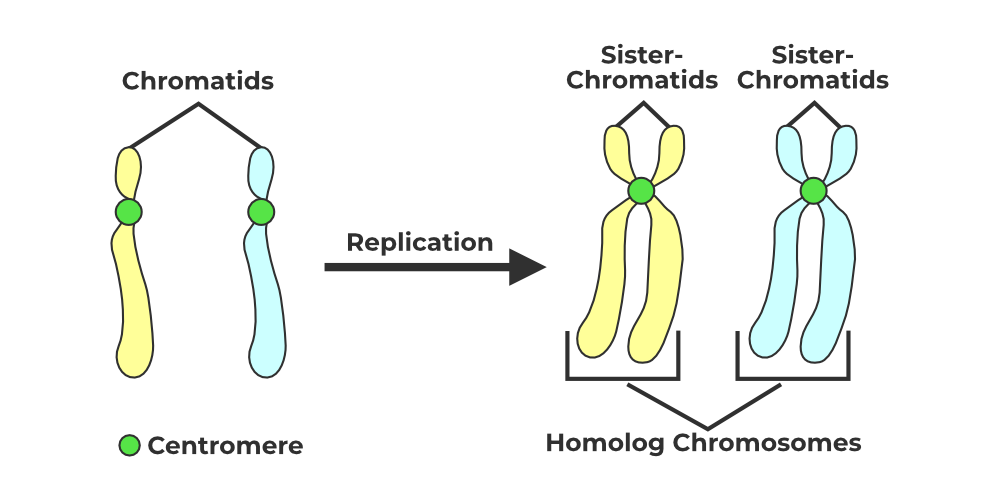 Chromatids
Sister-
Chromatids
Sister-
Chromatids
Replication
Centromere
Homolog Chromosomes